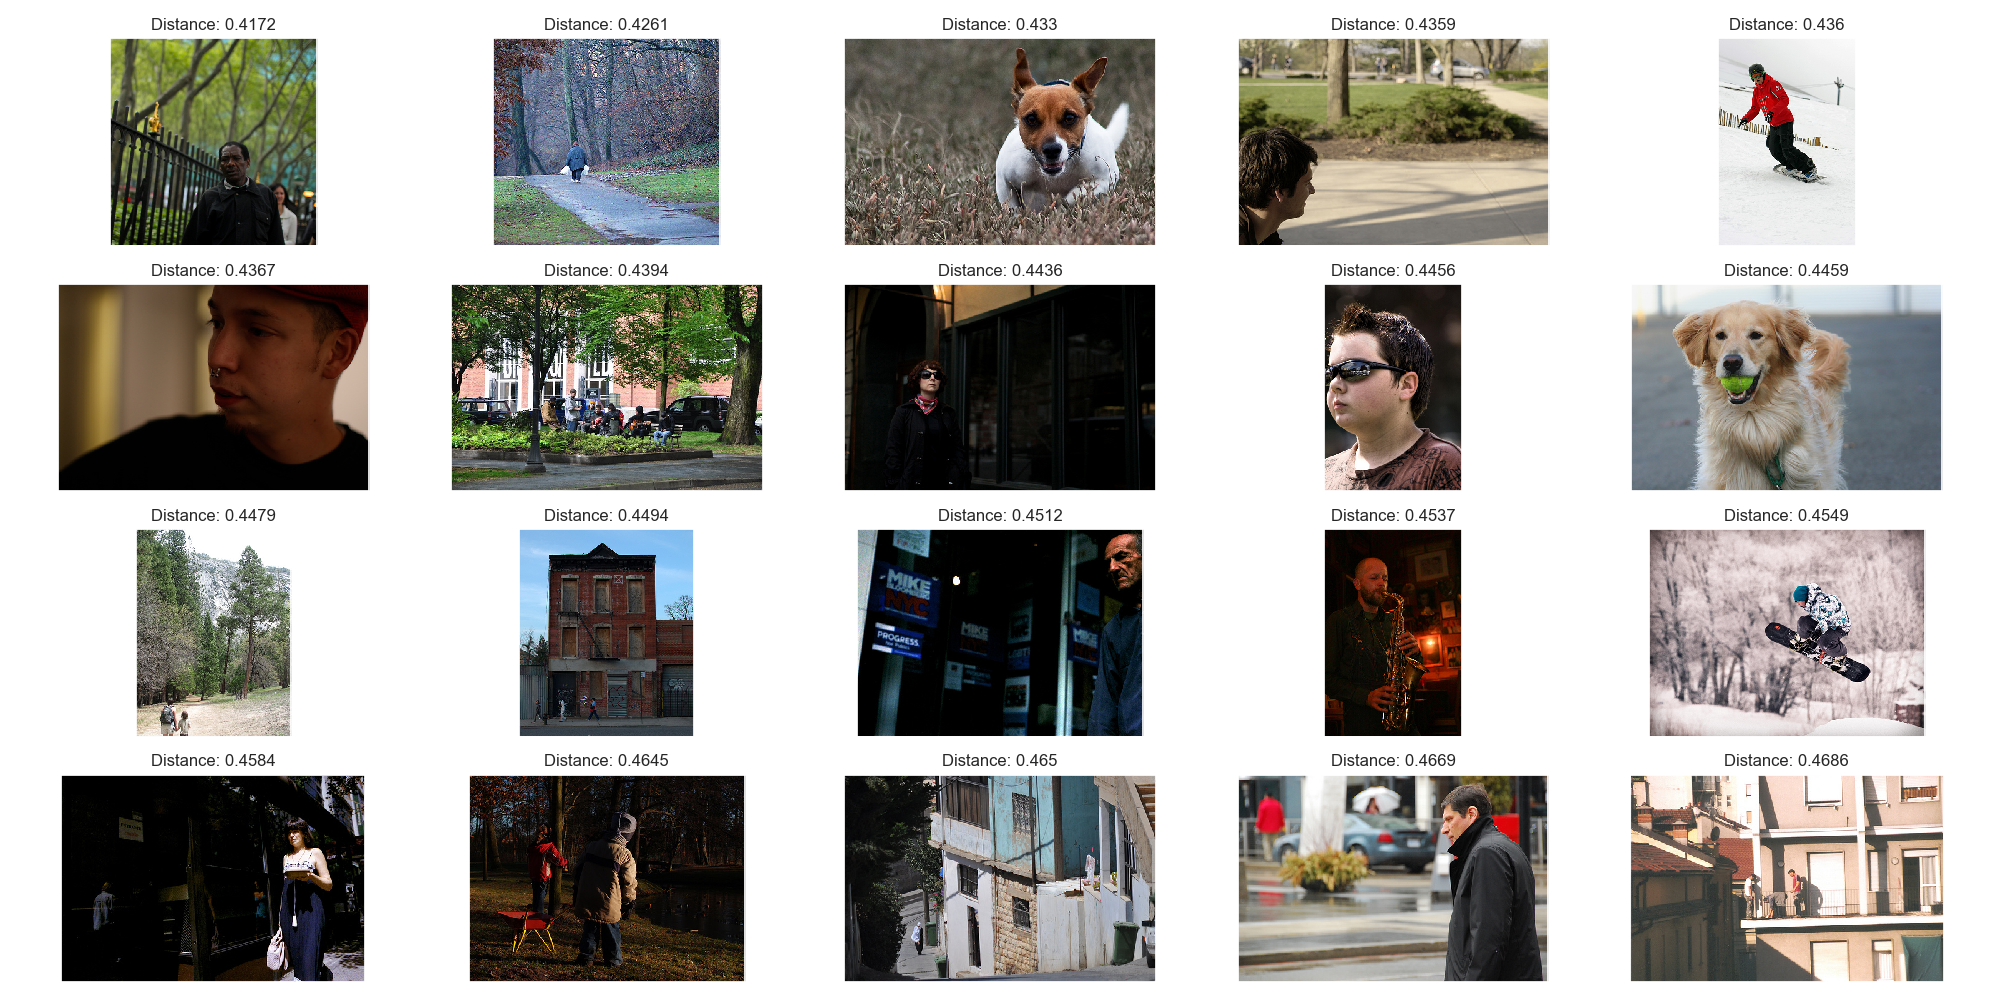 Distance: 0.4172
Distance: 0.4261
Distance: 0.433
Distance: 0.4359
Distance: 0.436
Distance: 0.4367
Distance: 0.4394
Distance: 0.4436
Distance: 0.4456
Distance: 0.4459
Distance: 0.4479
Distance: 0.4494
Distance: 0.4512
Distance: 0.4537
Distance: 0.4549
MIKE
NYC
PROGRESS.
MIKE
MIKE
Distance: 0.4584
Distance: 0.4645
Distance: 0.465
Distance: 0.4669
Distance: 0.4686